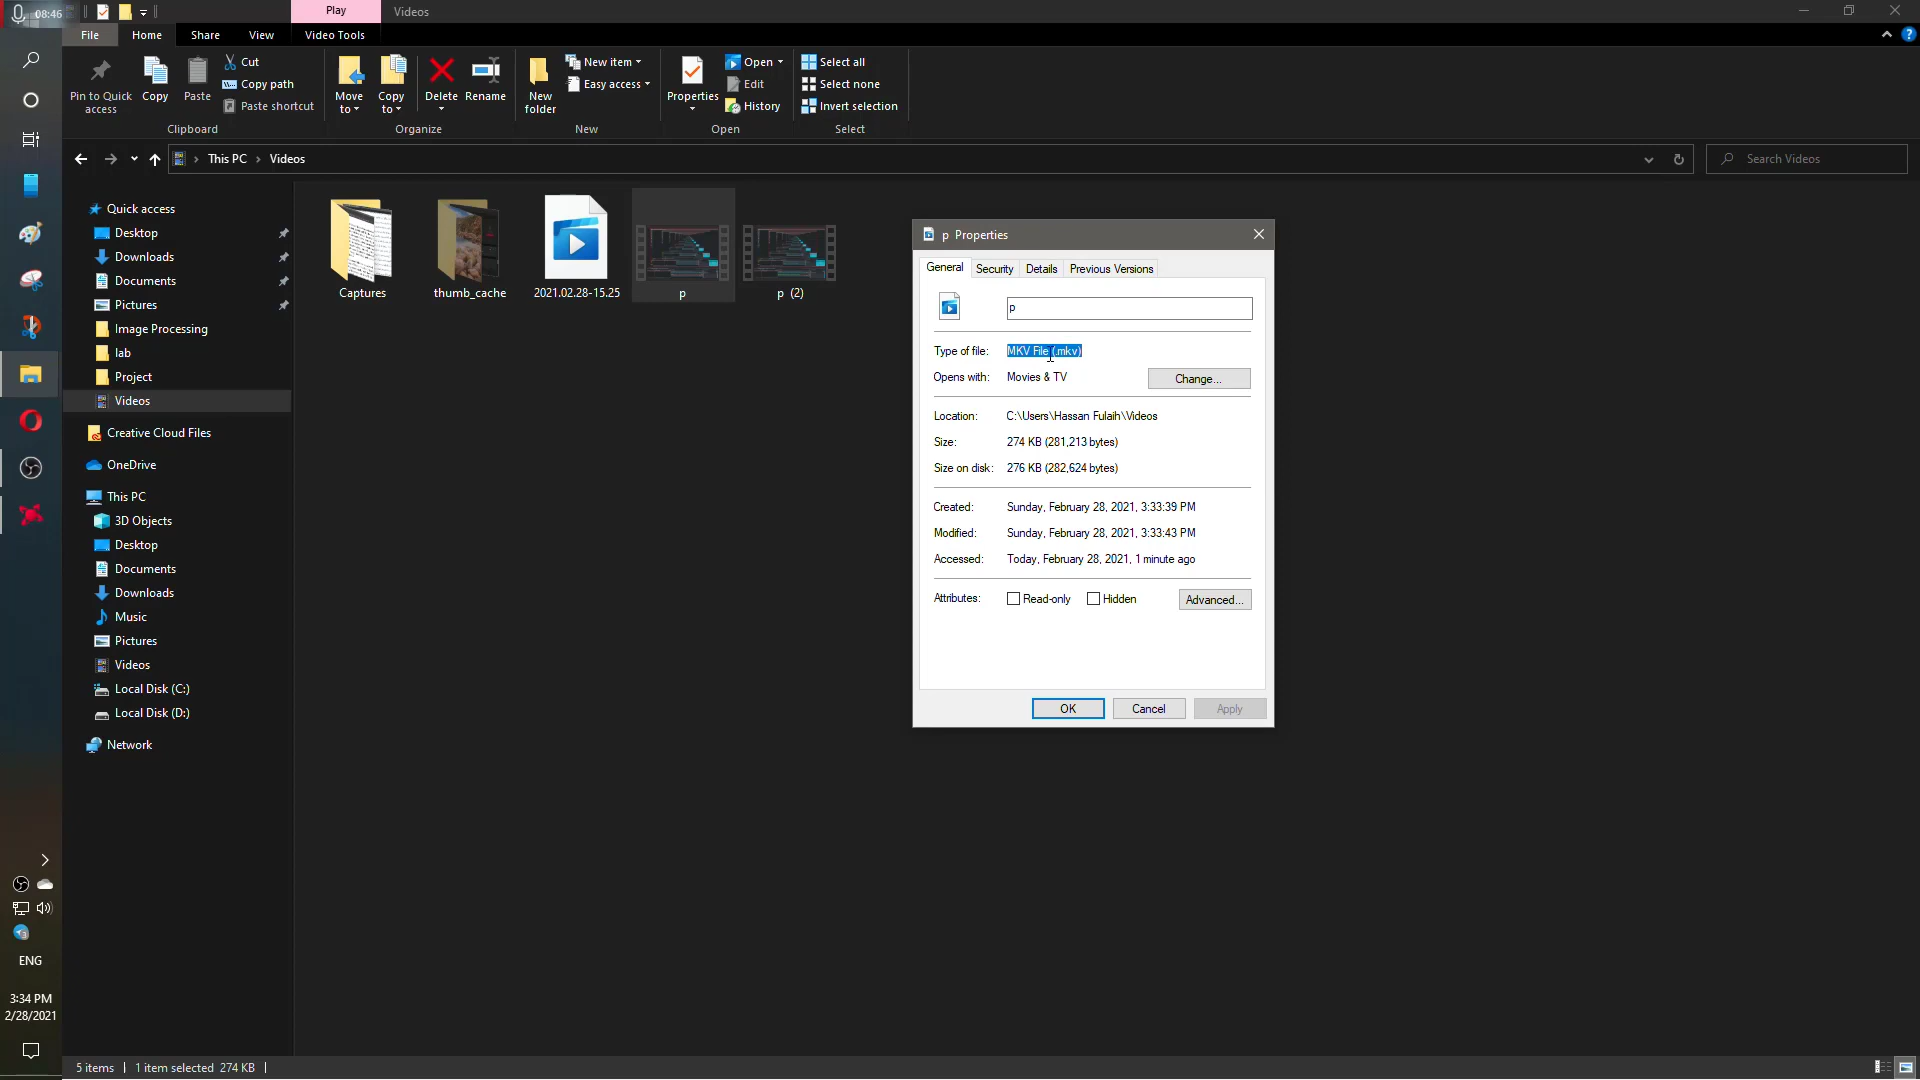 08:46
Play
Videos
File
Home
Share
View
Video Tools
Pin to Quick access
Copy
Paste
Cut
Copy path
Paste shortcut
Clipboard
Move to
Copy to
Delete
Rename
Organize
New folder
New item
Easy access
New
Properties
Open
Edit
History
Open
Select all
Select none
Invert selection
Select
This PC
Videos
Search Videos
Quick access
Desktop
Downloads
Documents
Pictures
Image Processing
lab
Project
Videos
Creative Cloud Files
OneDrive
This PC
3D Objects
Desktop
Documents
Downloads
Music
Pictures
Videos
Local Disk (C:)
Local Disk (D:)
Network
Captures
thumb_cache
2021.02.28-15.25
p
p (2)
p Properties
General
Security
Details
Previous Versions
p
Type of file: MKV File (.mkv)
Opens with: Movies & TV
Change...
Location: C:\Users\Hassan Fulaih\Videos
Size: 274 KB (281,213 bytes)
Size on disk: 276 KB (282,624 bytes)
Created: Sunday, February 28, 2021, 3:33:39 PM
Modified: Sunday, February 28, 2021, 3:33:43 PM
Accessed: Today, February 28, 2021, 1 minute ago
Attributes: Read-only Hidden
Advanced...
OK
Cancel
Apply
ENG
3:34 PM
2/28/2021
5 items
1 item selected 274 KB